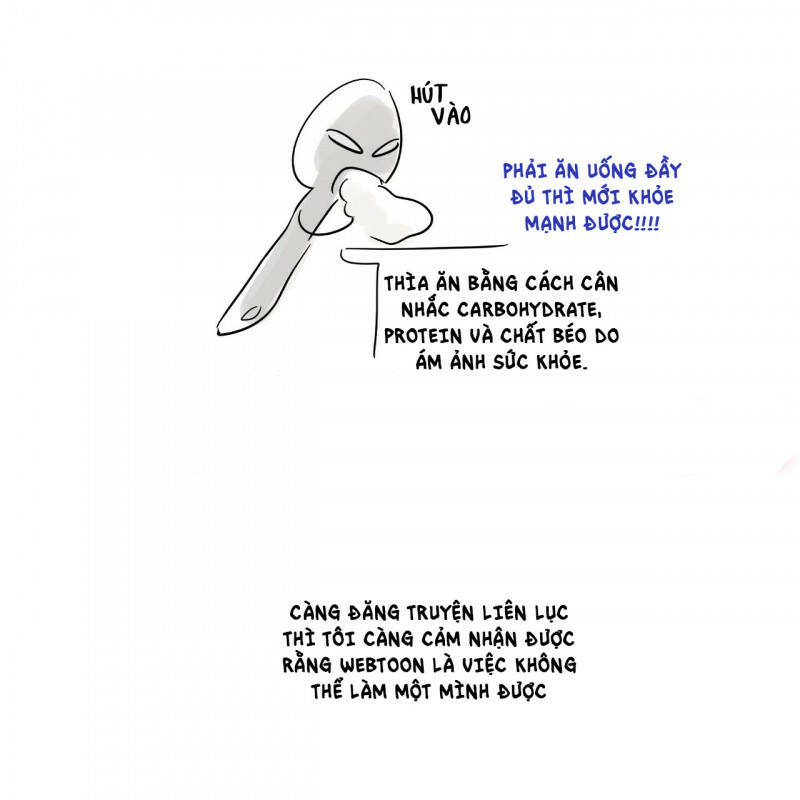 HÚT
VÀO
PHẢI ĂN UỐNG ĐẦY
ĐỦ THÌ MỚI KHỎE
MẠNH ĐƯỢC!!!!
THÌA ĂN BẰNG CÁCH CÂN
NHẮC CARBOHYDRATE,
PROTEIN VÀ CHẤT BÉO DO
ÁM ẢNH SỨC KHỎE.
CÀNG ĐĂNG TRUYỆN LIÊN LỤC
THÌ TÔI CÀNG CẢM NHẬN ĐƯỢC
RẰNG WEBTOON LÀ VIỆC KHÔNG
THỂ LÀM MỘT MÌNH ĐƯỢC